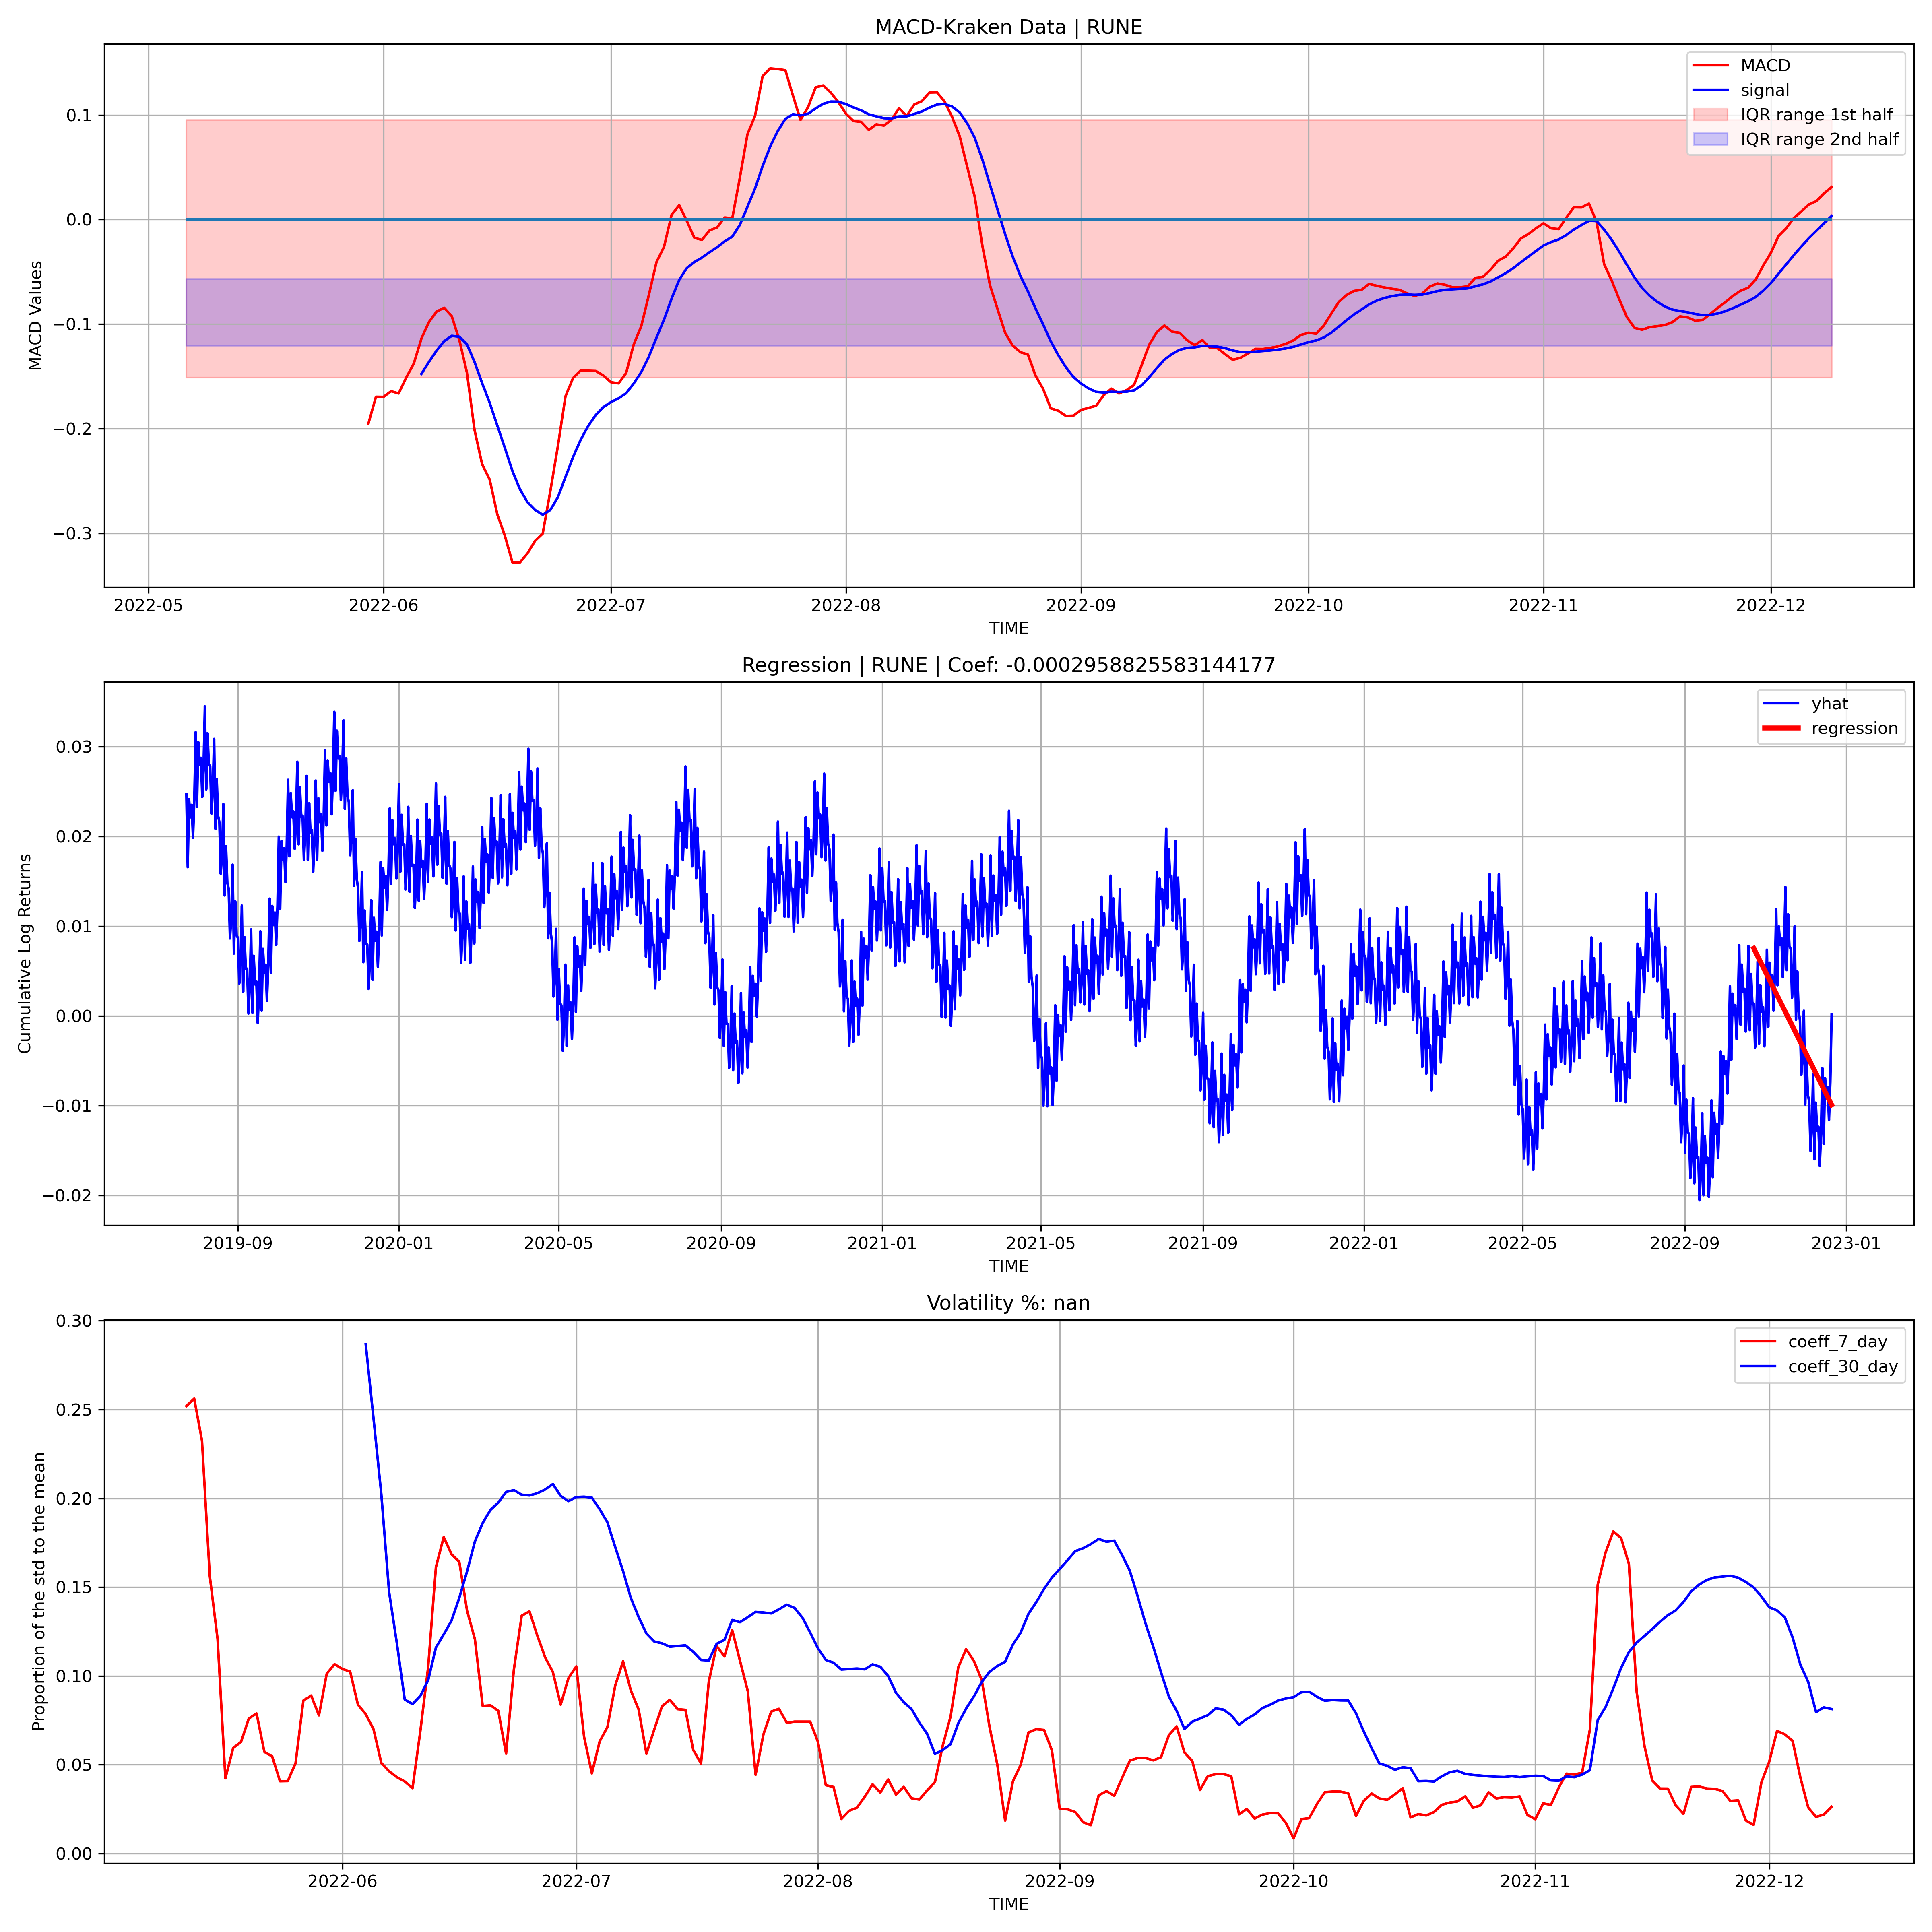 MACD-Kraken Data | RUNE
MACD
signal
IQR range 1st half
IQR range 2nd half
MACD Values
0.1
0.0
−0.1
−0.2
−0.3
2022-05 2022-06 2022-07 2022-08 2022-09 2022-10 2022-11 2022-12
TIME
Regression | RUNE | Coef: -0.0002958825583144177
yhat
regression
Cumulative Log Returns
0.03
0.02
0.01
0.00
−0.01
−0.02
2019-09 2020-01 2020-05 2020-09 2021-01 2021-05 2021-09 2022-01 2022-05 2022-09 2023-01
TIME
Volatility %: nan
coeff_7_day
coeff_30_day
Proportion of the std to the mean
0.30
0.25
0.20
0.15
0.10
0.05
0.00
2022-06 2022-07 2022-08 2022-09 2022-10 2022-11 2022-12
TIME